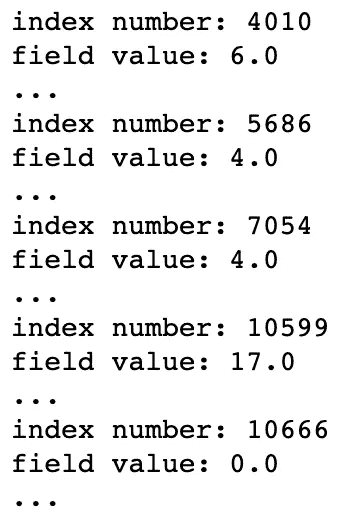 index number: 4010
field value: 6.0
...
index number: 5686
field value: 4.0
...
index number: 7054
field value: 4.0
...
index number: 10599
field value: 17.0
...
index number: 10666
field value: 0.0
...